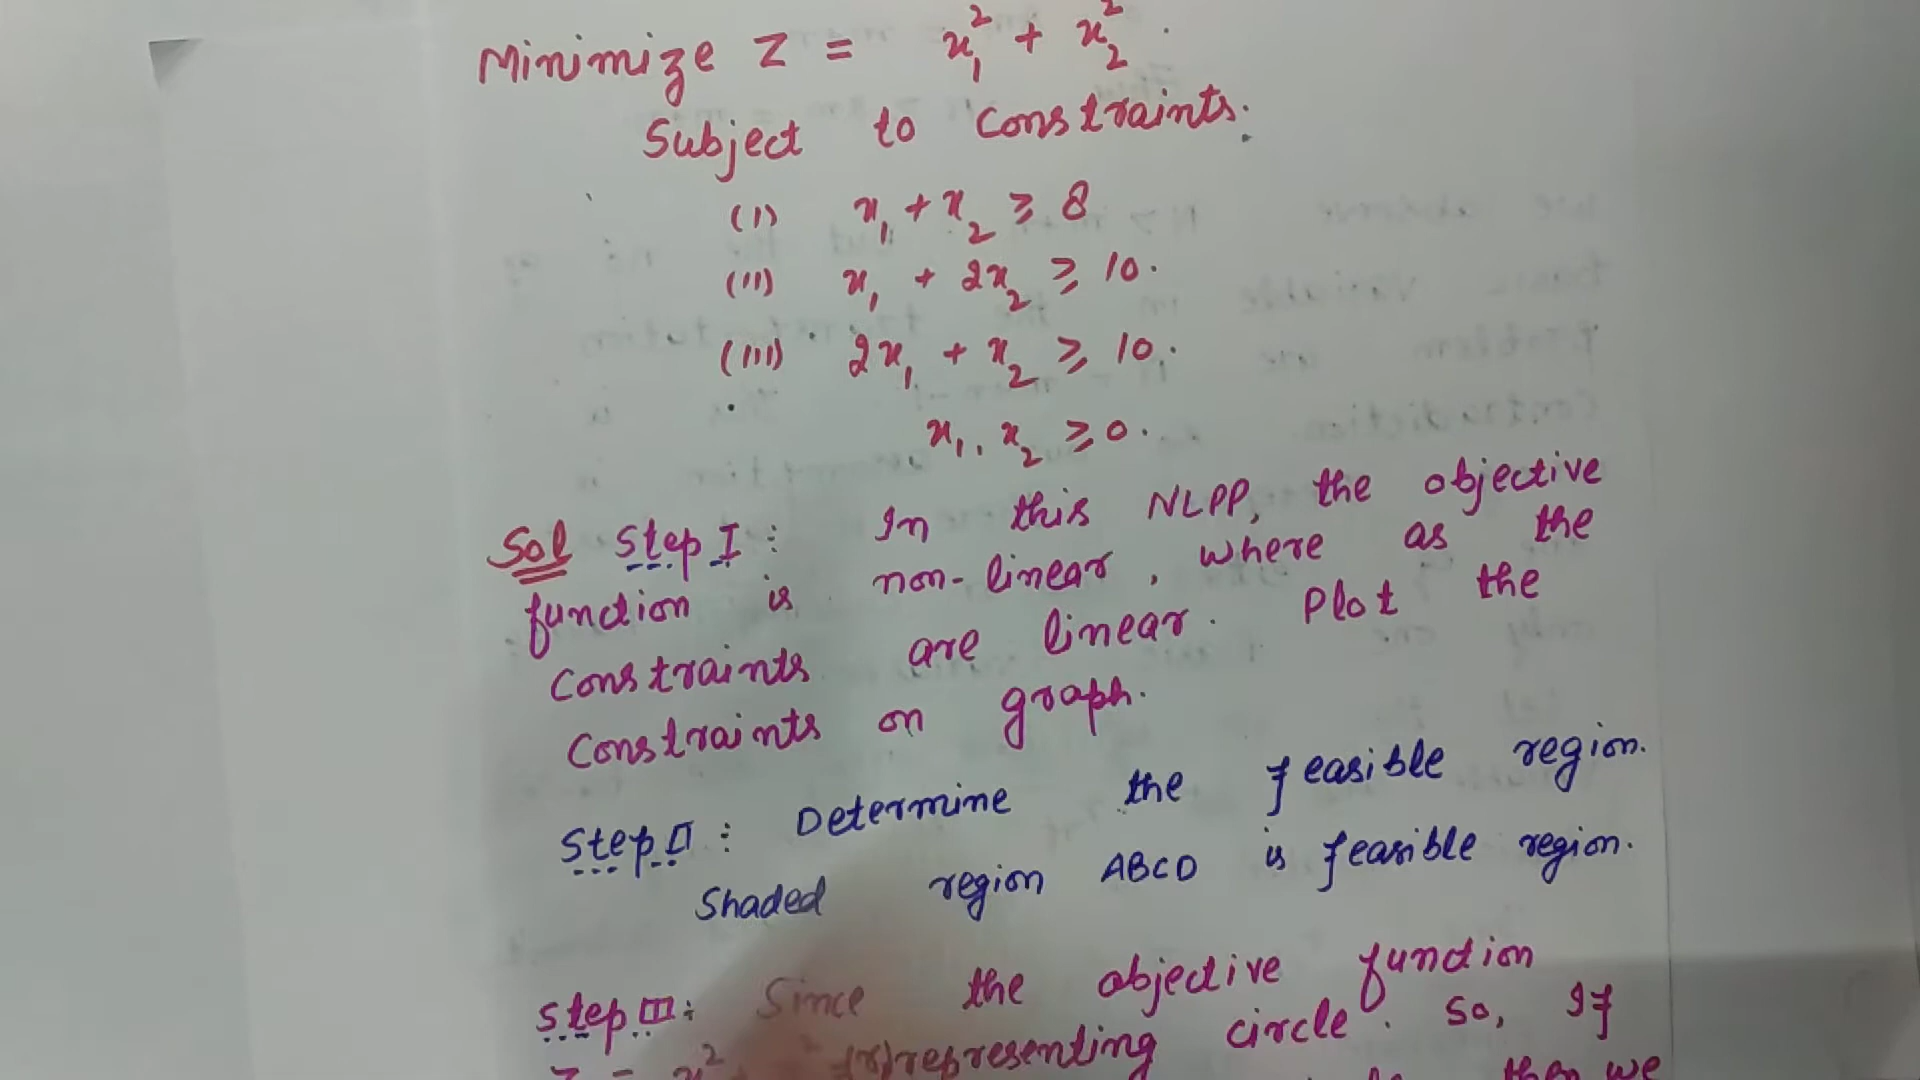 Minimize Z = x₁² + x₂².
Subject to Constraints.
(I) x₁ + x₂ ≥ 8
(II) x₁ + 2x₂ ≥ 10.
(III) 2x₁ + x₂ ≥ 10.
x₁, x₂ ≥ 0.
Sol Step I: In this NLPP, the objective
function is non-linear, where as the
Constraints are linear. Plot the
Constraints on graph.
Step II: Determine the feasible region.
Shaded region ABCD is feasible region.
Step III: Since the objective function
representing circle. So, If
then we